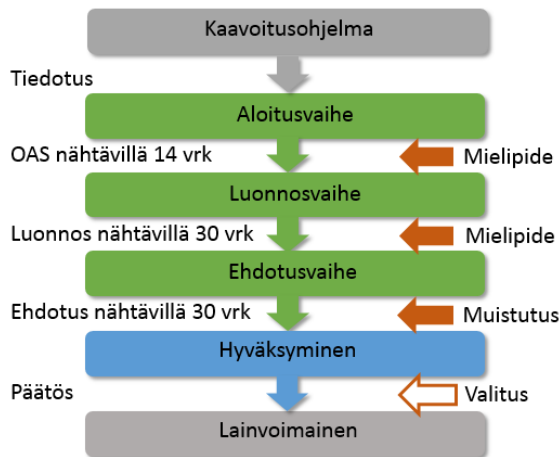 Kaavoitusohjelma
Tiedotus
Aloitusvaihe
OAS nähtävillä 14 vrk
Mielipide
Luonnosvaihe
Luonnos nähtävillä 30 vrk
Mielipide
Ehdotusvaihe
Ehdotus nähtävillä 30 vrk
Muistutus
Hyväksyminen
Päätös
Valitus
Lainvoimainen